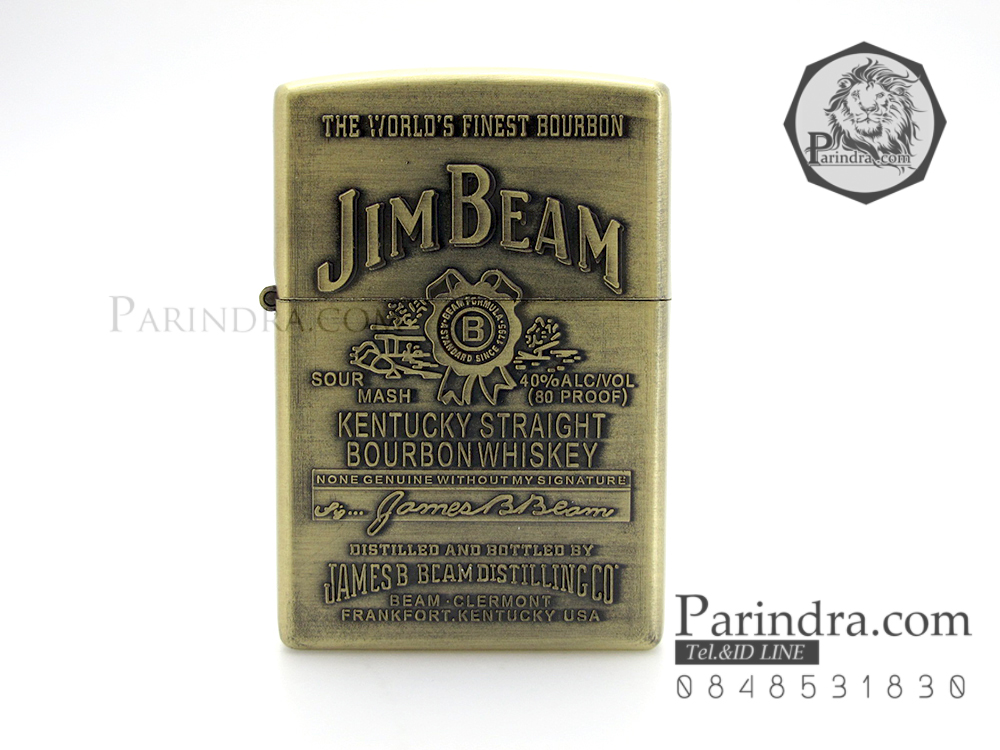 THE WORLD'S FINEST BOURBON
JIM BEAM
BEAM FORMULA
B
A STANDARD SINCE 1795
SOUR MASH
40% ALC/VOL
(80 PROOF)
KENTUCKY STRAIGHT
BOURBON WHISKEY
NONE GENUINE WITHOUT MY SIGNATURE
Sig... James B Beam
DISTILLED AND BOTTLED BY
JAMES B BEAM DISTILLING CO
BEAM · CLERMONT
FRANKFORT, KENTUCKY USA
Parindra.com
PARINDRA.COM
Parindra.com
Tel.&ID LINE
0848531830